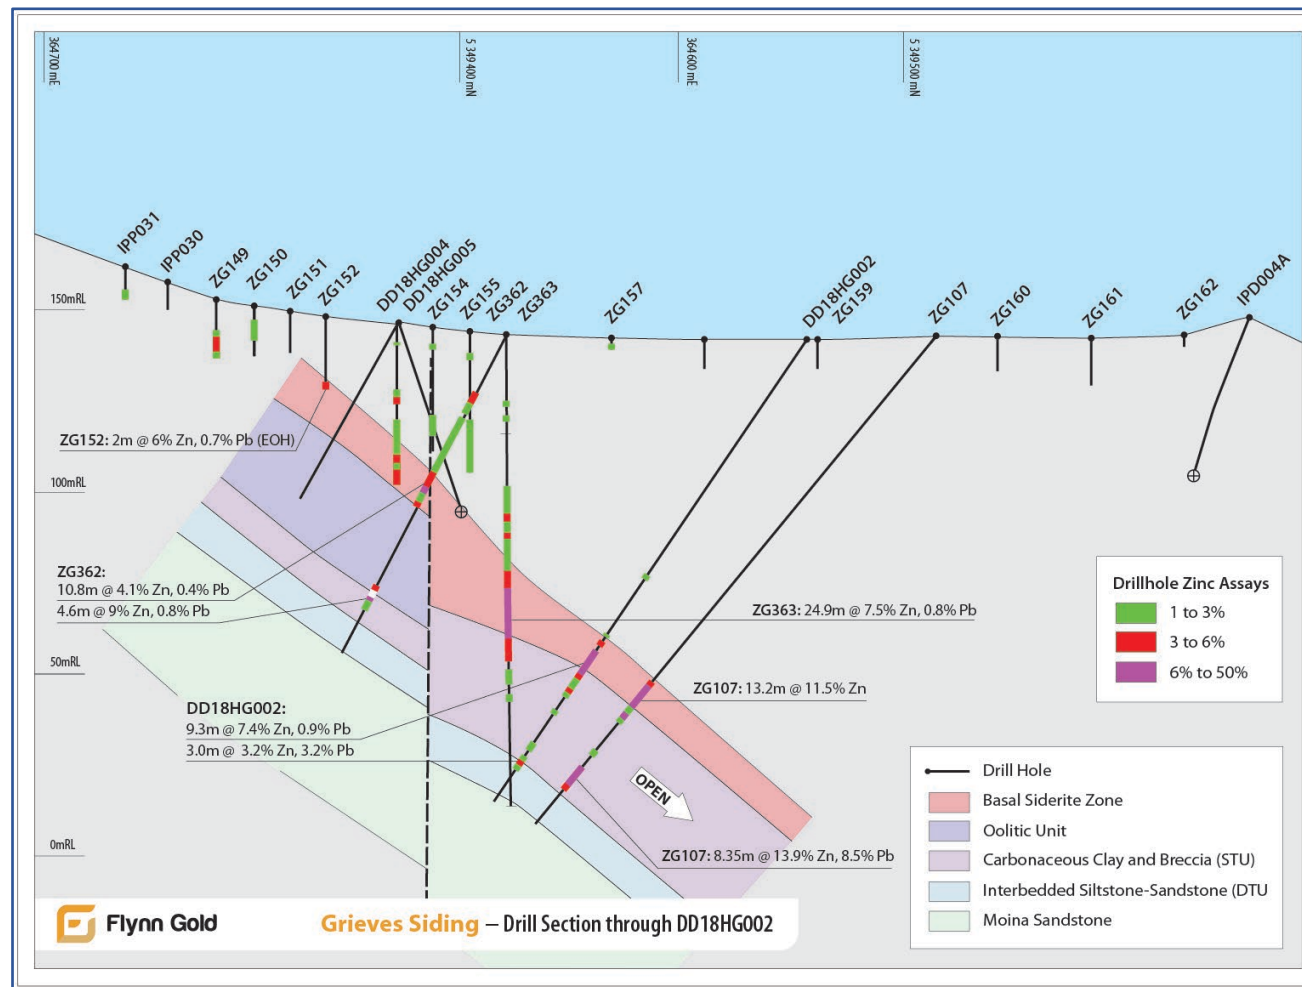 364700 mE
5 349 400 mN
364 600 mE
5 349 500 mN
IPP031
IPP030
ZG149
ZG150
ZG151
ZG152
DD18HG004
DD18HG005
ZG154
ZG155
ZG362
ZG363
ZG157
DD18HG002
ZG159
ZG107
ZG160
ZG161
ZG162
IPD004A
150mRL
100mRL
50mRL
0mRL
ZG152: 2m @ 6% Zn, 0.7% Pb (EOH)
ZG362:
10.8m @ 4.1% Zn, 0.4% Pb
4.6m @ 9% Zn, 0.8% Pb
ZG363: 24.9m @ 7.5% Zn, 0.8% Pb
ZG107: 13.2m @ 11.5% Zn
DD18HG002:
9.3m @ 7.4% Zn, 0.9% Pb
3.0m @ 3.2% Zn, 3.2% Pb
OPEN
ZG107: 8.35m @ 13.9% Zn, 8.5% Pb
Drillhole Zinc Assays
1 to 3%
3 to 6%
6% to 50%
Drill Hole
Basal Siderite Zone
Oolitic Unit
Carbonaceous Clay and Breccia (STU)
Interbedded Siltstone-Sandstone (DTU
Moina Sandstone
Flynn Gold
Grieves Siding – Drill Section through DD18HG002